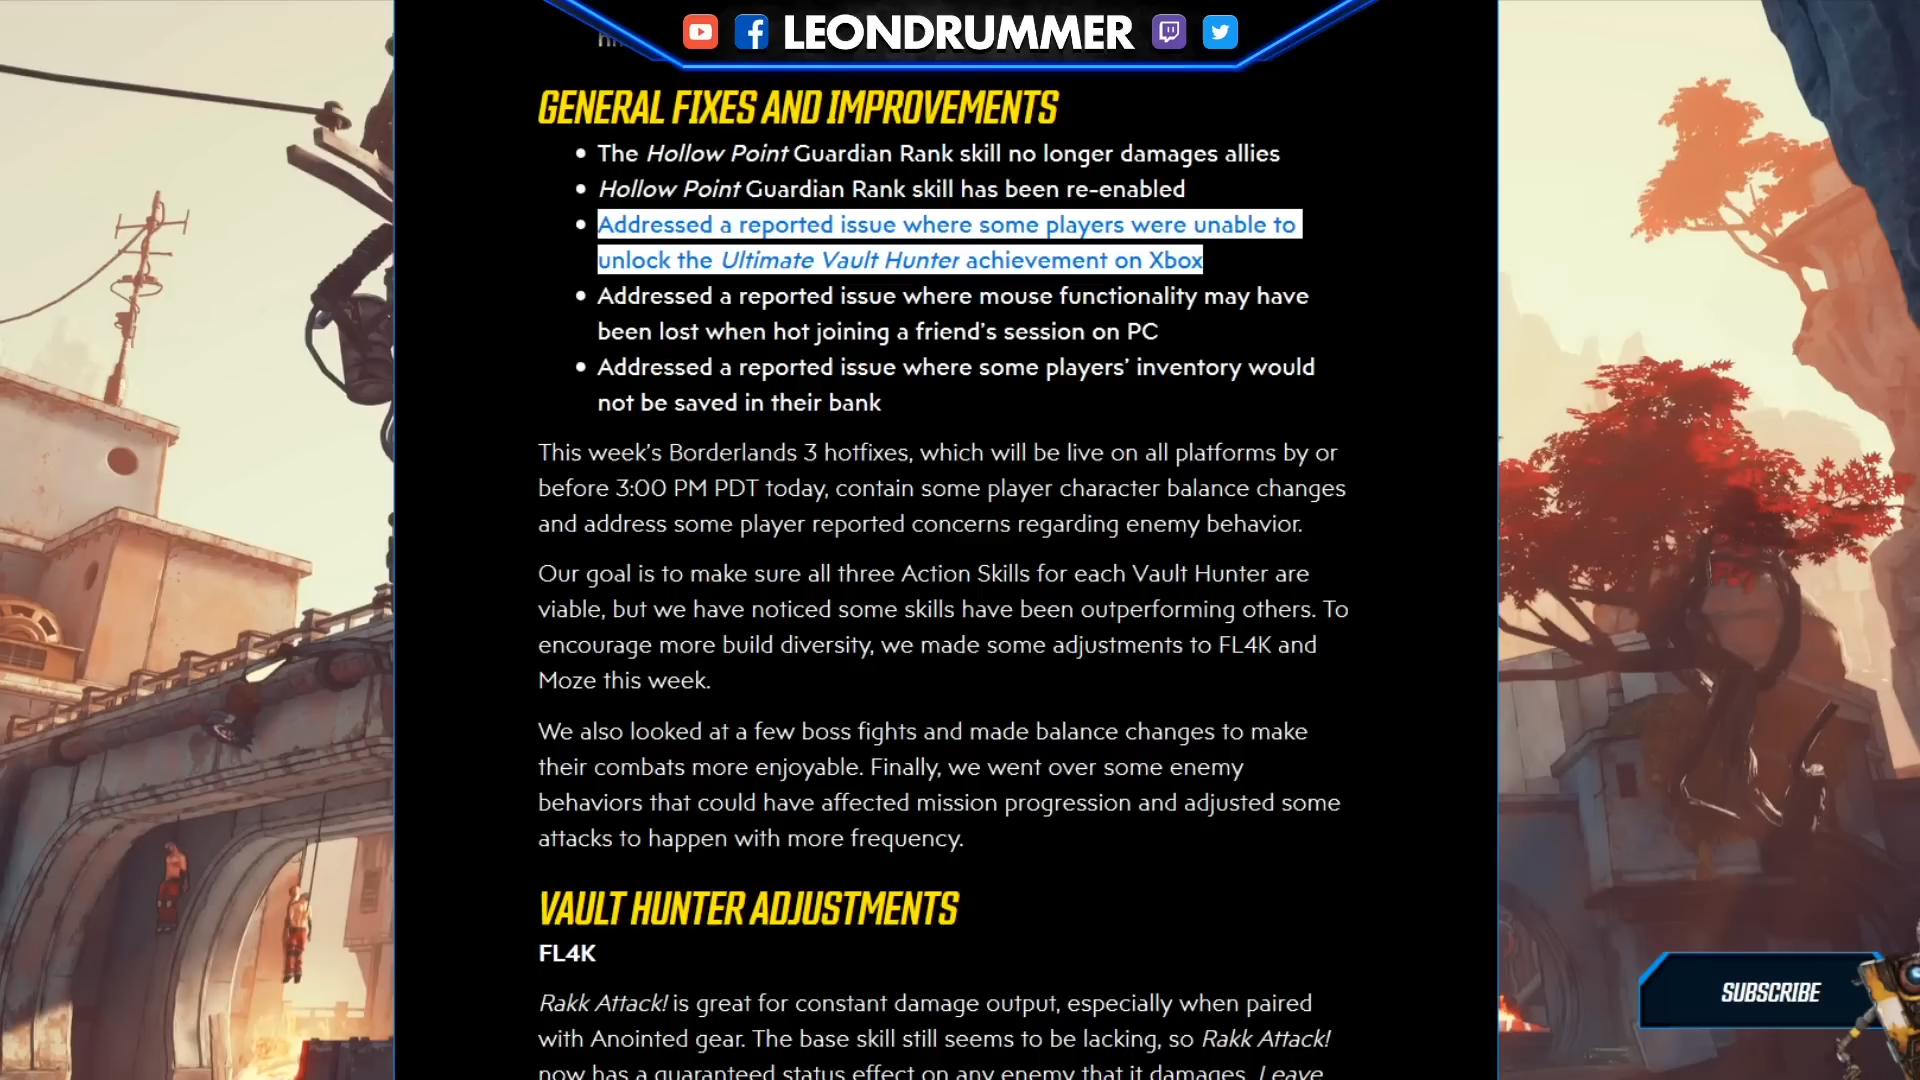 LEONDRUMMER
GENERAL FIXES AND IMPROVEMENTS
• The Hollow Point Guardian Rank skill no longer damages allies
• Hollow Point Guardian Rank skill has been re-enabled
• Addressed a reported issue where some players were unable to
unlock the Ultimate Vault Hunter achievement on Xbox
• Addressed a reported issue where mouse functionality may have
been lost when hot joining a friend's session on PC
• Addressed a reported issue where some players’ inventory would
not be saved in their bank
This week's Borderlands 3 hotfixes, which will be live on all platforms by or
before 3:00 PM PDT today, contain some player character balance changes
and address some player reported concerns regarding enemy behavior.
Our goal is to make sure all three Action Skills for each Vault Hunter are
viable, but we have noticed some skills have been outperforming others. To
encourage more build diversity, we made some adjustments to FL4K and
Moze this week.
We also looked at a few boss fights and made balance changes to make
their combats more enjoyable. Finally, we went over some enemy
behaviors that could have affected mission progression and adjusted some
attacks to happen with more frequency.
VAULT HUNTER ADJUSTMENTS
FL4K
Rakk Attack! is great for constant damage output, especially when paired
with Anointed gear. The base skill still seems to be lacking, so Rakk Attack!
now has a guaranteed status effect on any enemy that it damages. Leave
SUBSCRIBE